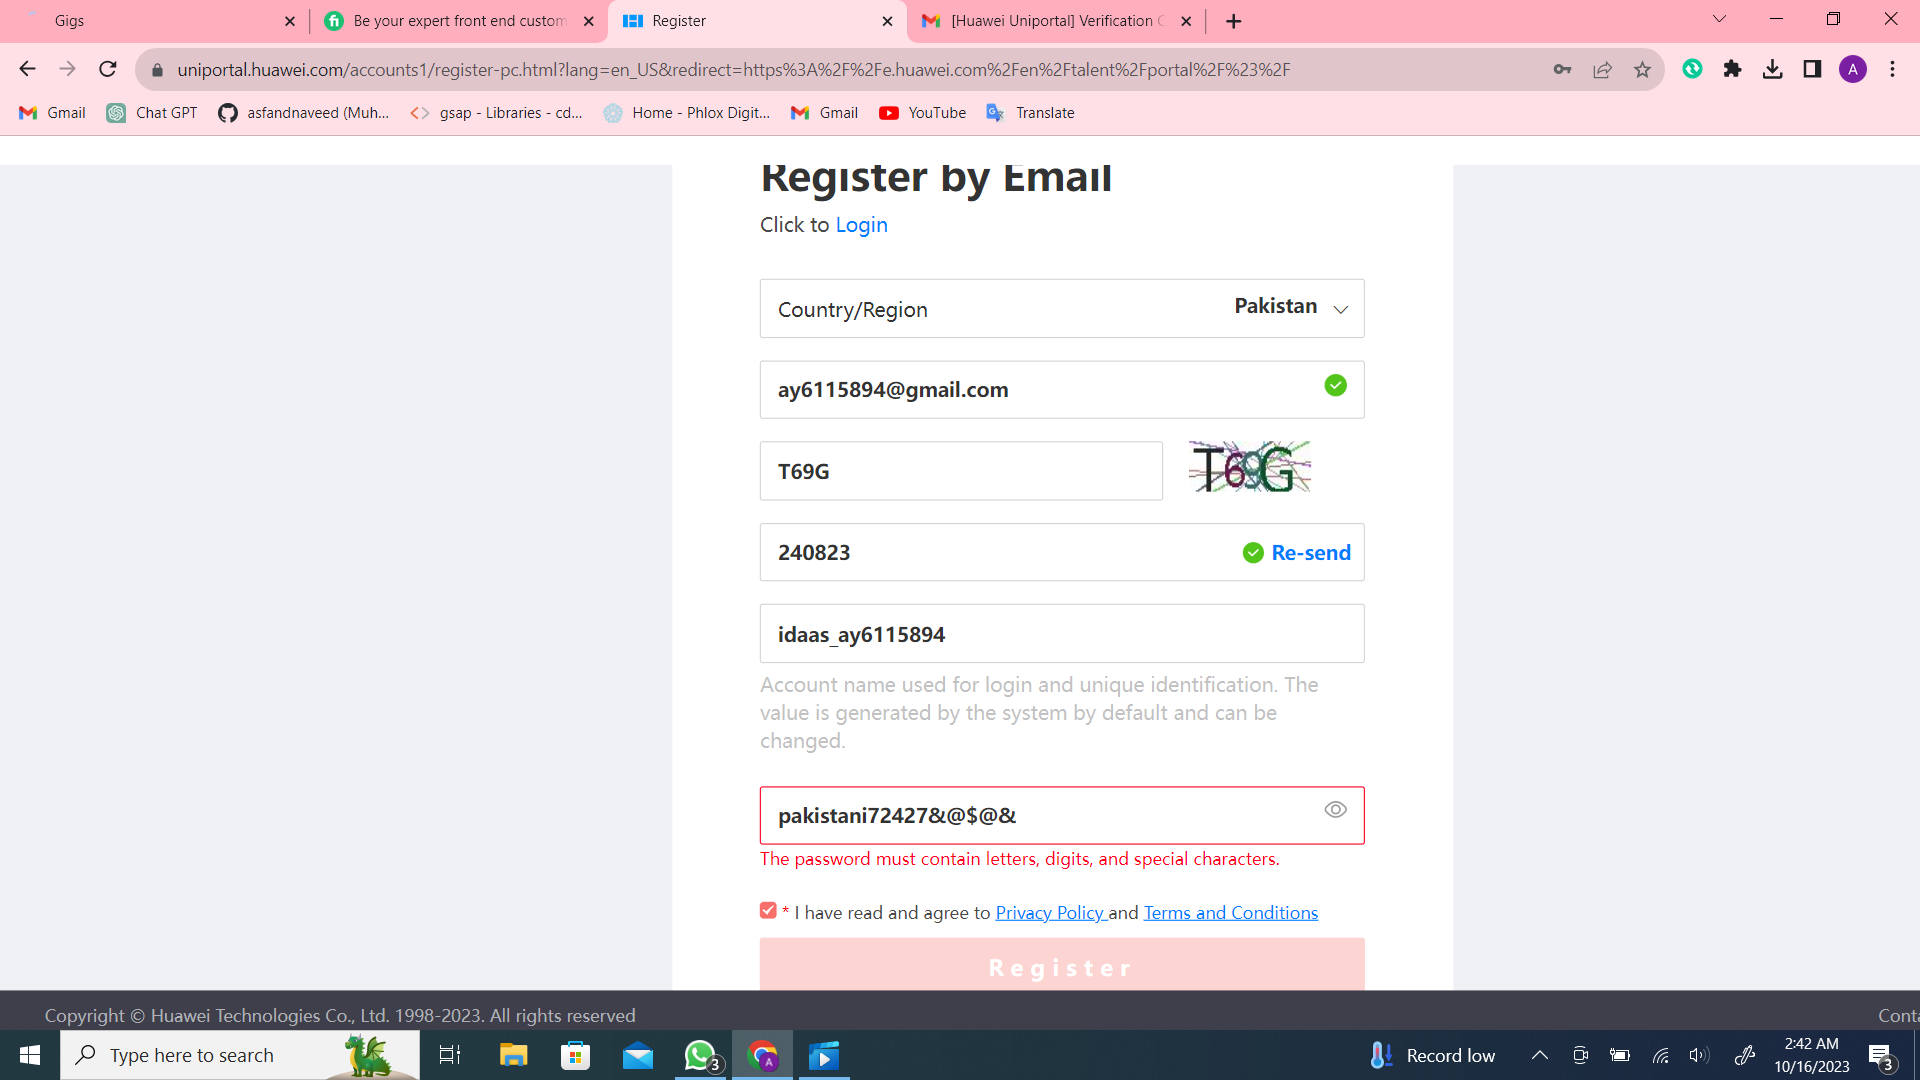 Gigs
Be your expert front end custom
Register
[Huawei Uniportal] Verification C
uniportal.huawei.com/accounts1/register-pc.html?lang=en_US&redirect=https%3A%2F%2Fe.huawei.com%2Fen%2Ftalent%2Fportal%2F%23%2F
A
Gmail
Chat GPT
asfandnaveed (Muh...
gsap - Libraries - cd...
Home - Phlox Digit...
Gmail
YouTube
Translate
Register by Email
Click to Login
Country/Region
Pakistan
ay6115894@gmail.com
T69G
T69G
240823
Re-send
idaas_ay6115894
Account name used for login and unique identification. The
value is generated by the system by default and can be
changed.
pakistani72427&@$@&
The password must contain letters, digits, and special characters.
* I have read and agree to Privacy Policy and Terms and Conditions
Register
Copyright © Huawei Technologies Co., Ltd. 1998-2023. All rights reserved
Conta
Type here to search
3
A
Record low
2:42 AM
10/16/2023
3